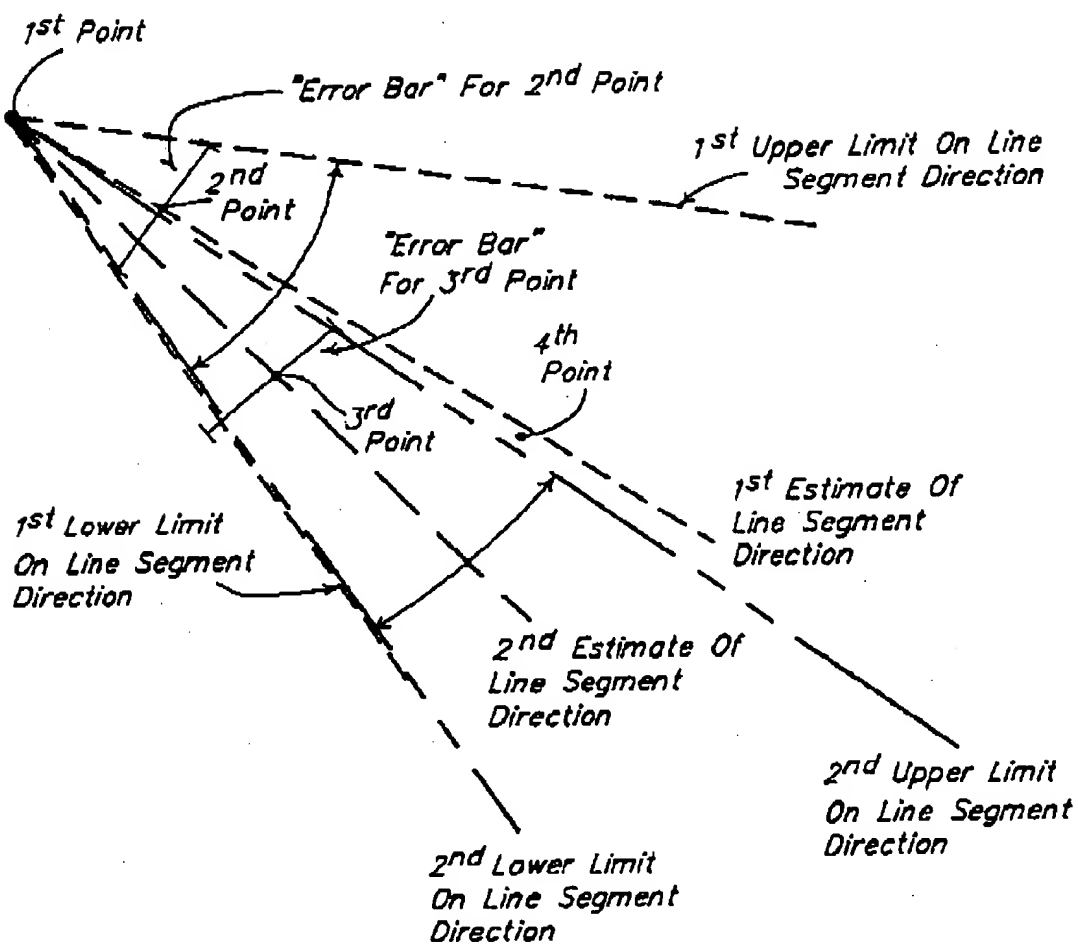 1st Point
"Error Bar" For 2nd Point
1st Upper Limit On Line
Segment Direction
2nd
Point
"Error Bar"
For 3rd Point
4th
Point
3rd
Point
1st Estimate Of
Line Segment
Direction
1st Lower Limit
On Line Segment
Direction
2nd Estimate Of
Line Segment
Direction
2nd Upper Limit
On Line Segment
Direction
2nd Lower Limit
On Line Segment
Direction